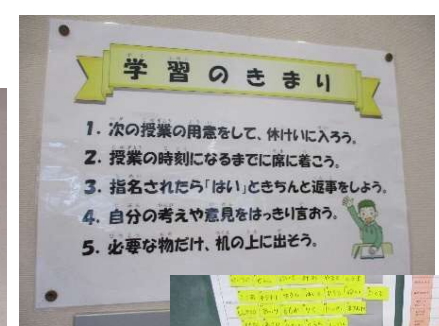 学習のきまり
1. 次の授業の用意をして、休けいに入ろう。
2. 授業の時刻になるまでに席に着こう。
3. 指名されたら「はい」ときちんと返事をしよう。
4. 自分の考えや意見をはっきり言おう。
5. 必要な物だけ、机の上に出そう。